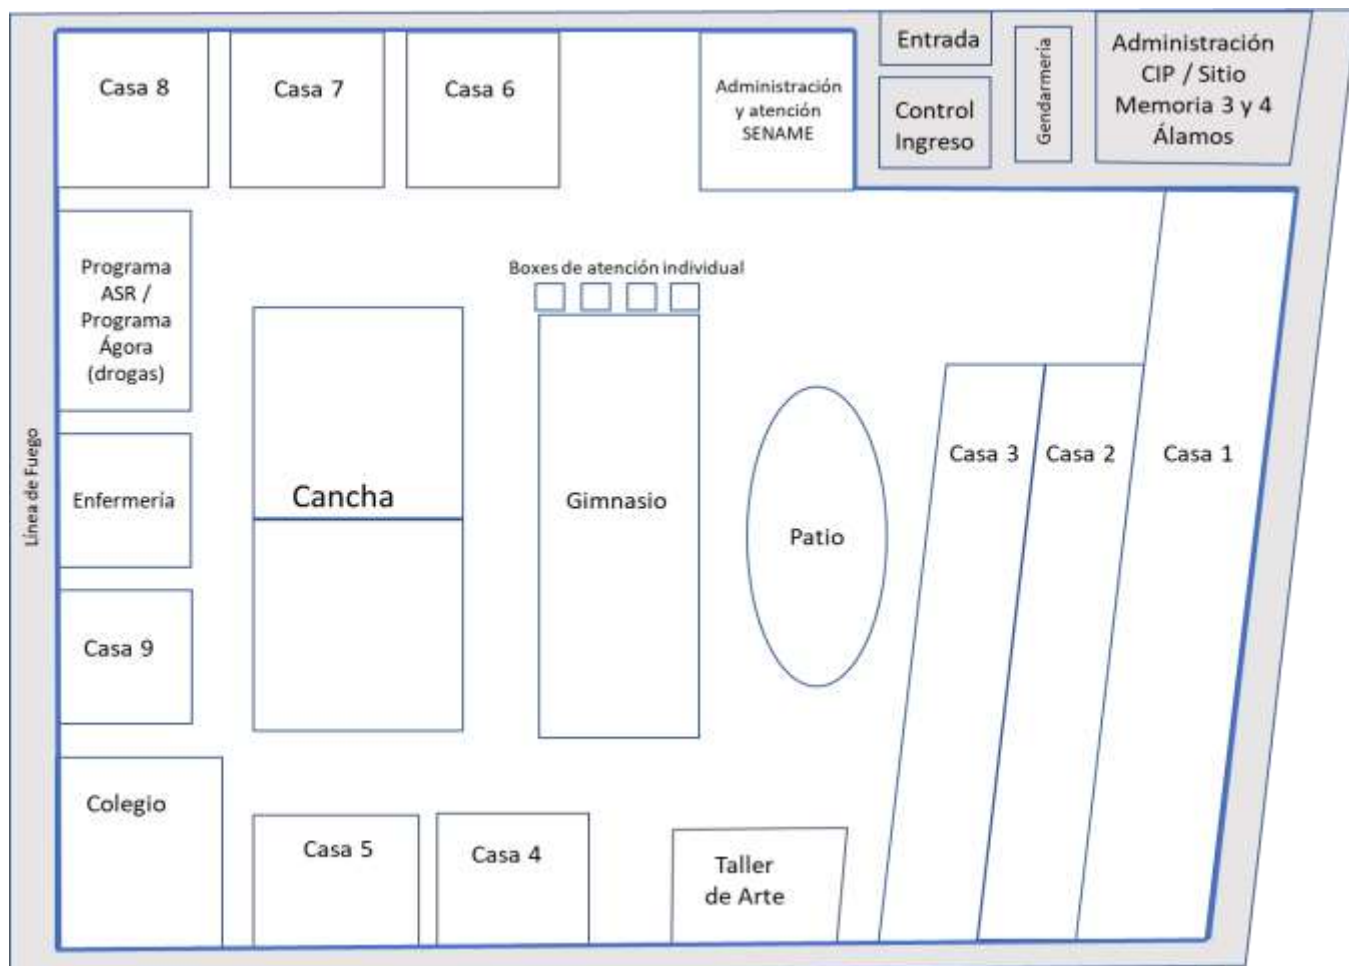 Casa 8
Casa 7
Casa 6
Administración
y atención
SENAME
Entrada
Control
Ingreso
Gendarmería
Administración
CIP / Sitio
Memoria 3 y 4
Álamos
Programa
ASR /
Programa
Ágora
(drogas)
Boxes de atención individual
Línea de Fuego
Enfermería
Cancha
Gimnasio
Patio
Casa 3
Casa 2
Casa 1
Casa 9
Colegio
Casa 5
Casa 4
Taller
de Arte